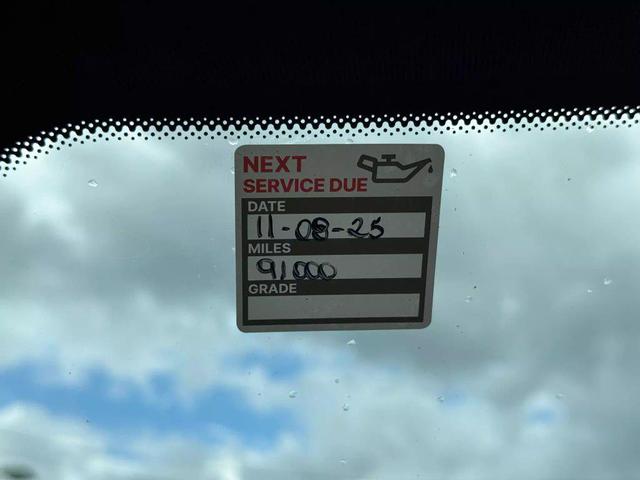 NEXT
SERVICE DUE
DATE
11-08-25
MILES
91000
GRADE